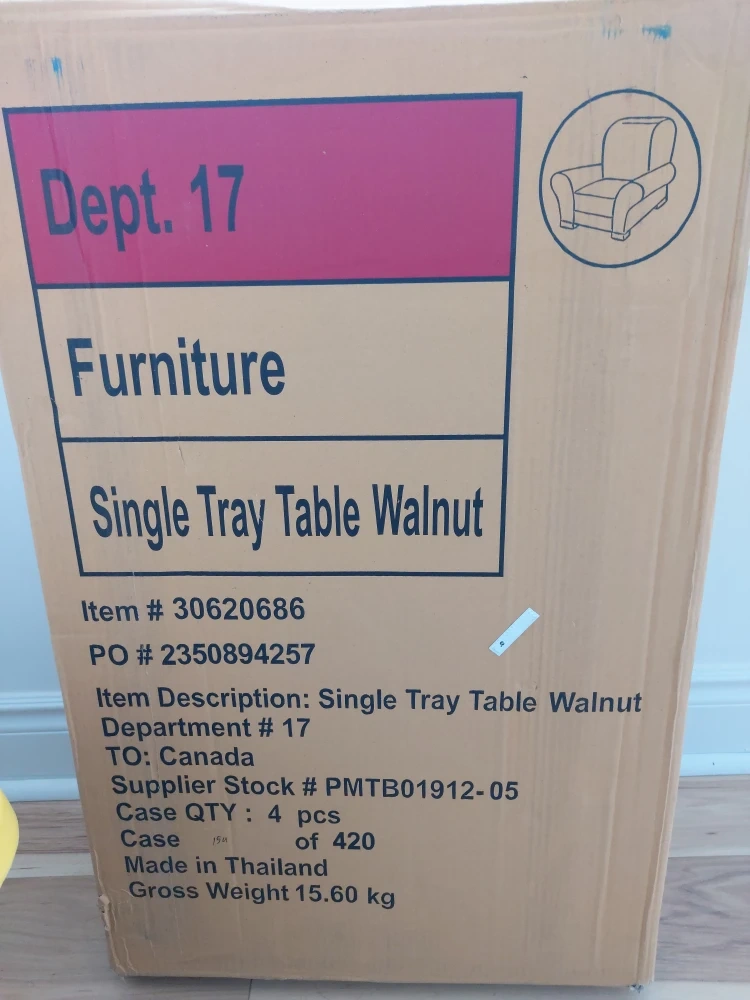 Dept. 17
Furniture
Single Tray Table Walnut
Item # 30620686
PO # 2350894257
Item Description: Single Tray Table Walnut
Department # 17
TO: Canada
Supplier Stock # PMTB01912-05
Case QTY : 4 pcs
Case of 420
Made in Thailand
Gross Weight 15.60 kg